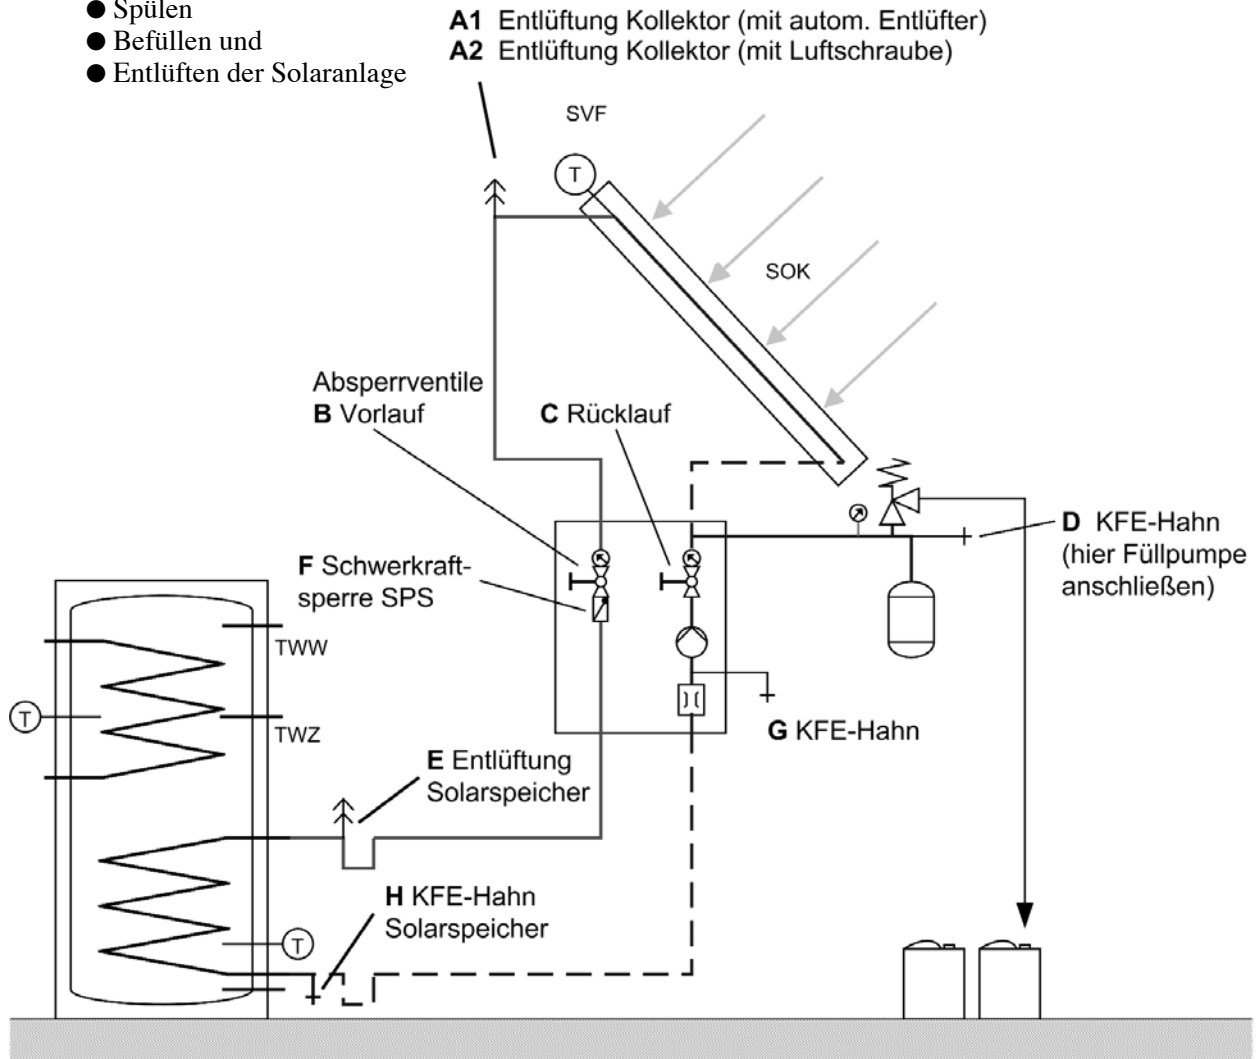 ● Spülen
● Befüllen und
● Entlüften der Solaranlage
A1 Entlüftung Kollektor (mit autom. Entlüfter)
A2 Entlüftung Kollektor (mit Luftschraube)
SVF
T
SOK
Absperrventile
B Vorlauf
C Rücklauf
D KFE-Hahn
(hier Füllpumpe
anschließen)
F Schwerkraft-
sperre SPS
TWW
T
TWZ
G KFE-Hahn
E Entlüftung
Solarspeicher
H KFE-Hahn
Solarspeicher
T